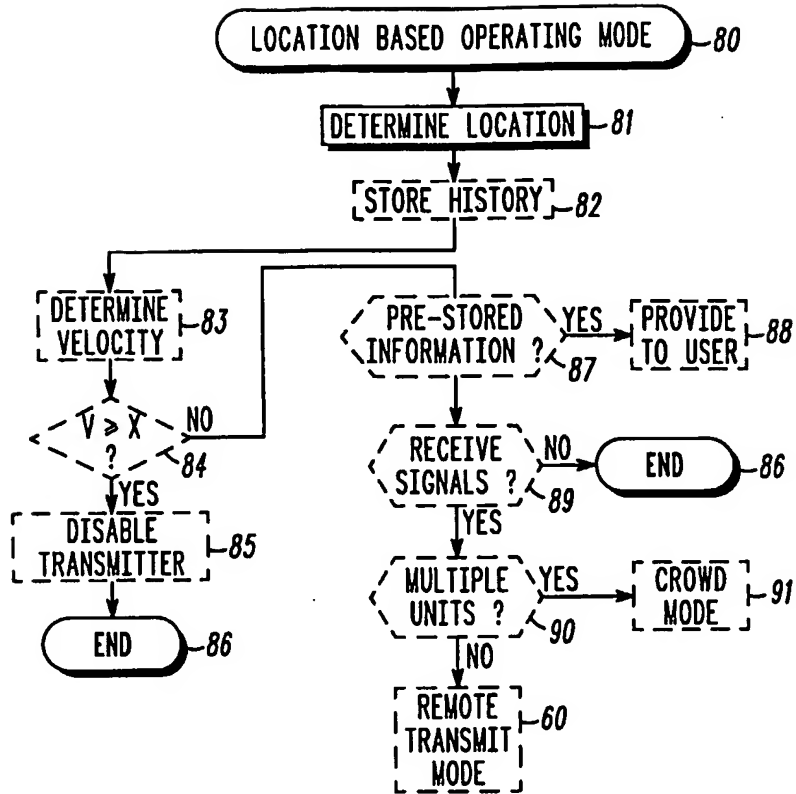 LOCATION BASED OPERATING MODE
80
DETERMINE LOCATION
81
STORE HISTORY
82
DETERMINE
VELOCITY
83
V ≥ X
?
84
NO
YES
DISABLE
TRANSMITTER
85
END
86
PRE-STORED
INFORMATION ?
87
YES
PROVIDE
TO USER
88
RECEIVE
SIGNALS ?
89
NO
END
86
YES
MULTIPLE
UNITS ?
90
YES
CROWD
MODE
91
NO
REMOTE
TRANSMIT
MODE
60